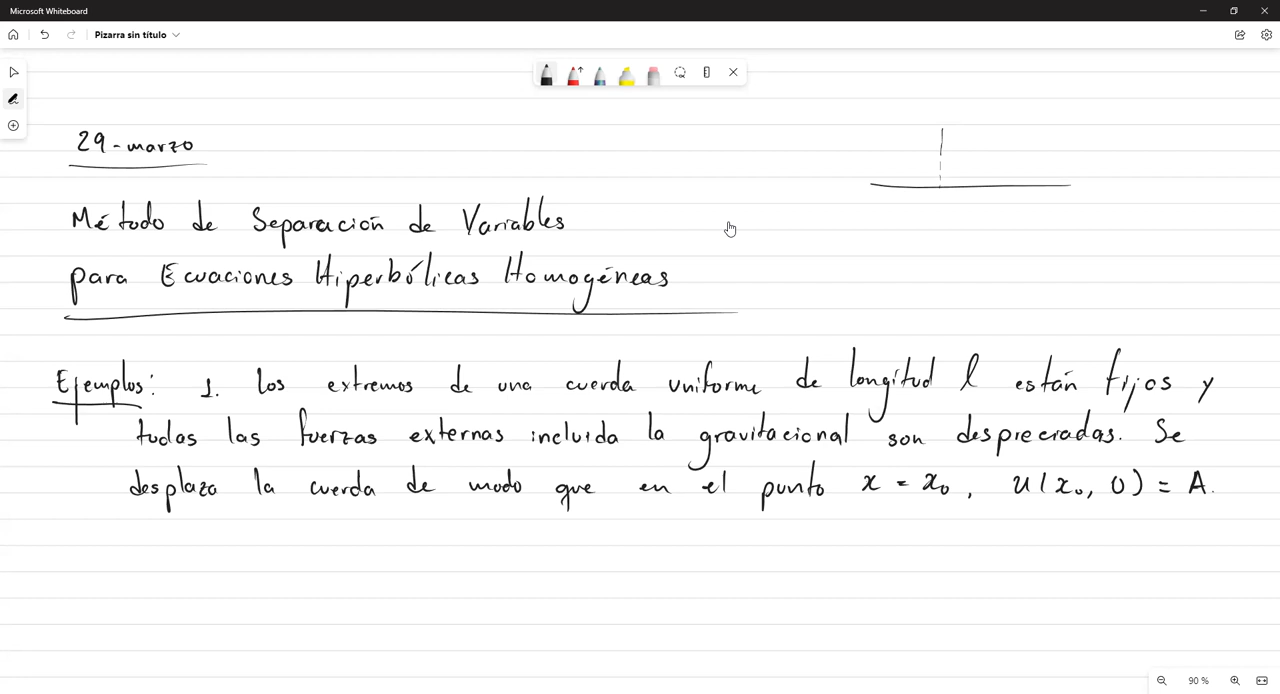 Microsoft Whiteboard
Pizarra sin título
29-marzo
Método de Separación de Variables
para Ecuaciones Hiperbólicas Homogéneas
Ejemplos: 1. Los extremos de una cuerda uniforme de longitud l están fijos y
todas las fuerzas externas incluida la gravitacional son despreciadas. Se
desplaza la cuerda de modo que en el punto x = x₀, u(x₀, 0) = A.
90 %